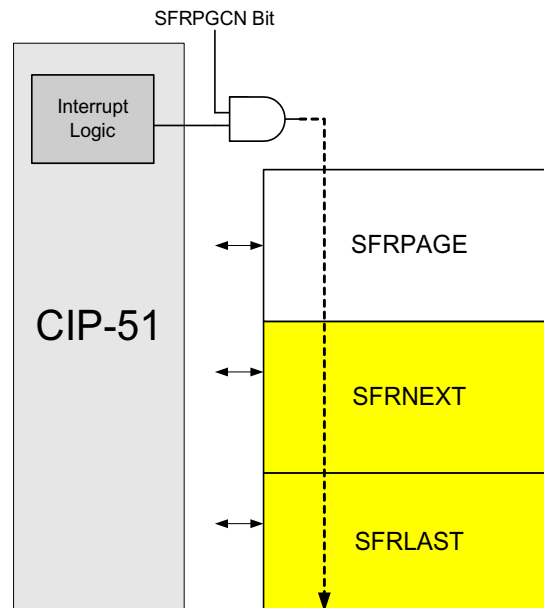 SFRPGCN Bit
Interrupt
Logic
SFRPAGE
CIP-51
SFRNEXT
SFRLAST